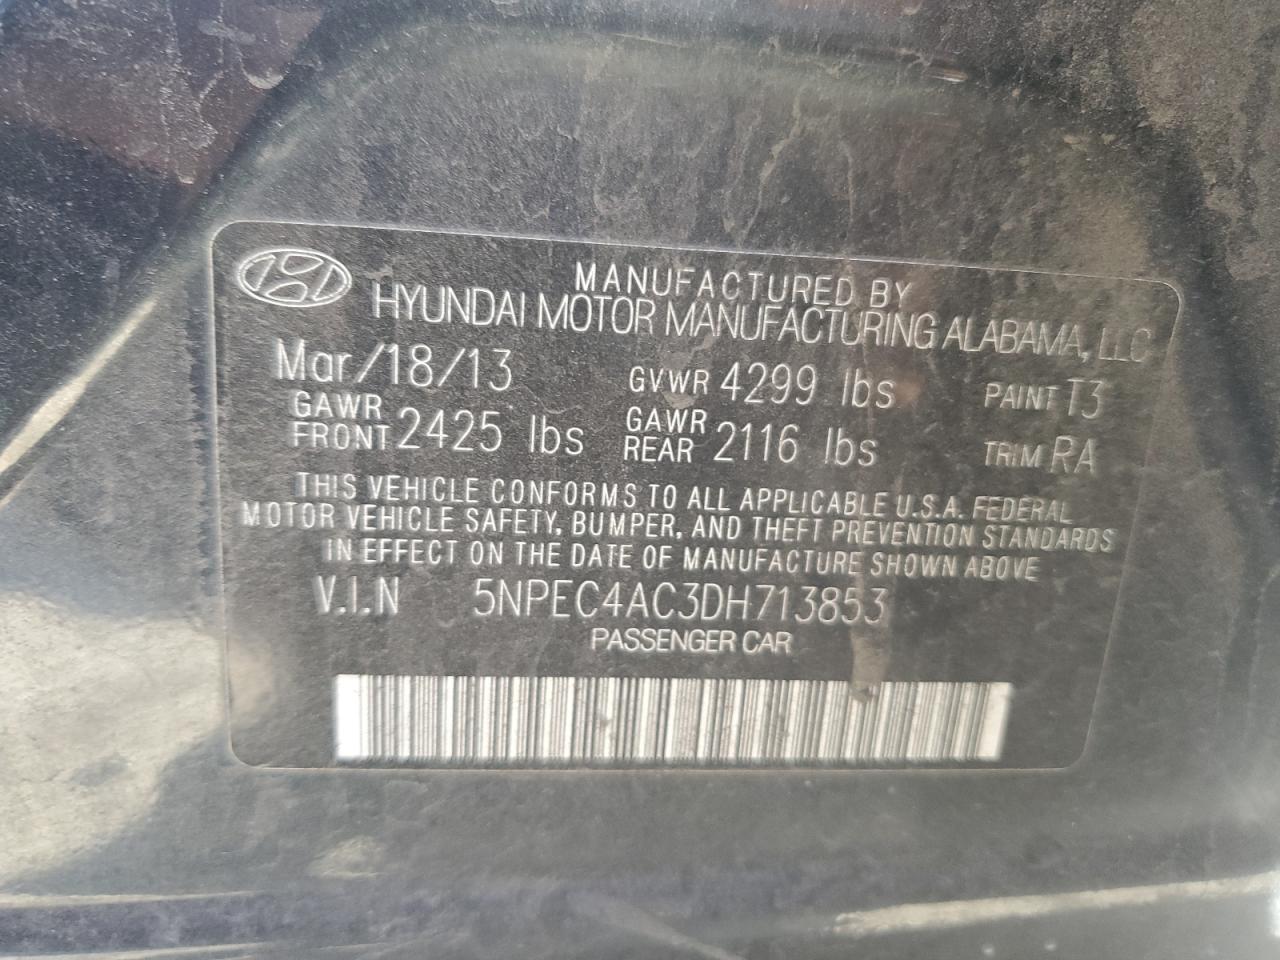 MANUFACTURED BY
HYUNDAI MOTOR MANUFACTURING ALABAMA, LLC
Mar/18/13 GVWR 4299 lbs PAINT T3
GAWR FRONT 2425 lbs GAWR REAR 2116 lbs TRIM RA
THIS VEHICLE CONFORMS TO ALL APPLICABLE U.S.A. FEDERAL
MOTOR VEHICLE SAFETY, BUMPER, AND THEFT PREVENTION STANDARDS
IN EFFECT ON THE DATE OF MANUFACTURE SHOWN ABOVE
V.I.N 5NPEC4AC3DH713853
PASSENGER CAR